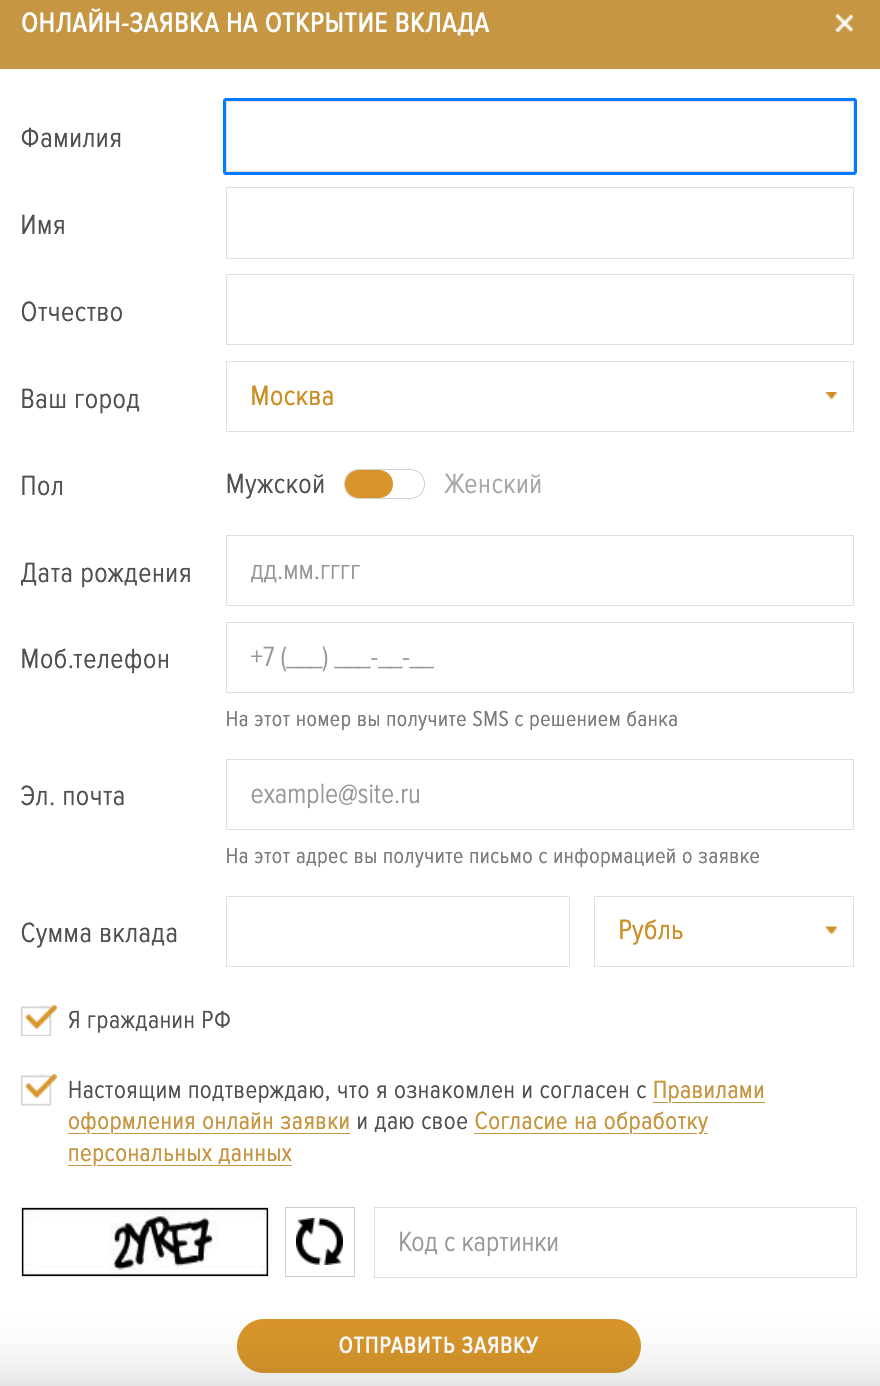 ОНЛАЙН-ЗАЯВКА НА ОТКРЫТИЕ ВКЛАДА
Фамилия
Имя
Отчество
Ваш город Москва
Пол Мужской Женский
Дата рождения дд.мм.гггг
Моб.телефон +7 (___) ___-__-__
На этот номер вы получите SMS с решением банка
Эл. почта example@site.ru
На этот адрес вы получите письмо с информацией о заявке
Сумма вклада Рубль
Я гражданин РФ
Настоящим подтверждаю, что я ознакомлен и согласен с Правилами
оформления онлайн заявки и даю свое Согласие на обработку
персональных данных
2YRE7 Код с картинки
ОТПРАВИТЬ ЗАЯВКУ